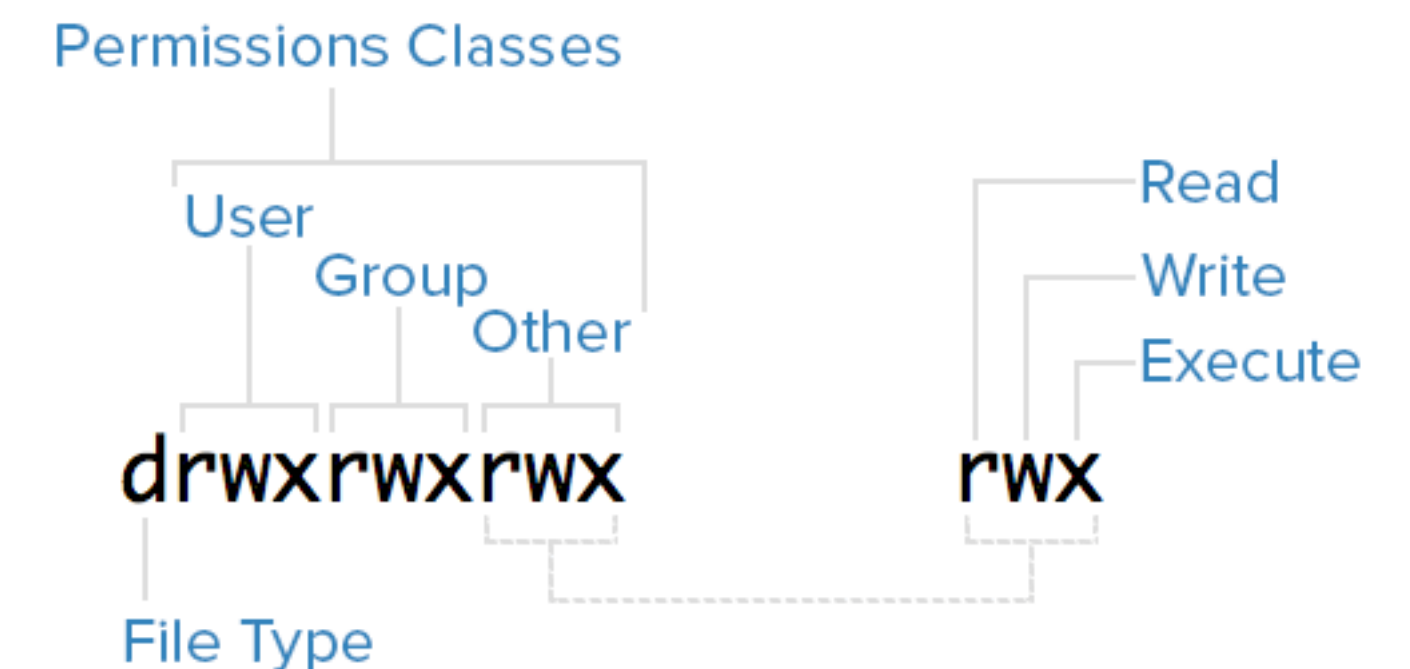 Permissions Classes
User
Group
Other
Read
Write
Execute
drwxrwxrwx
rwx
File Type